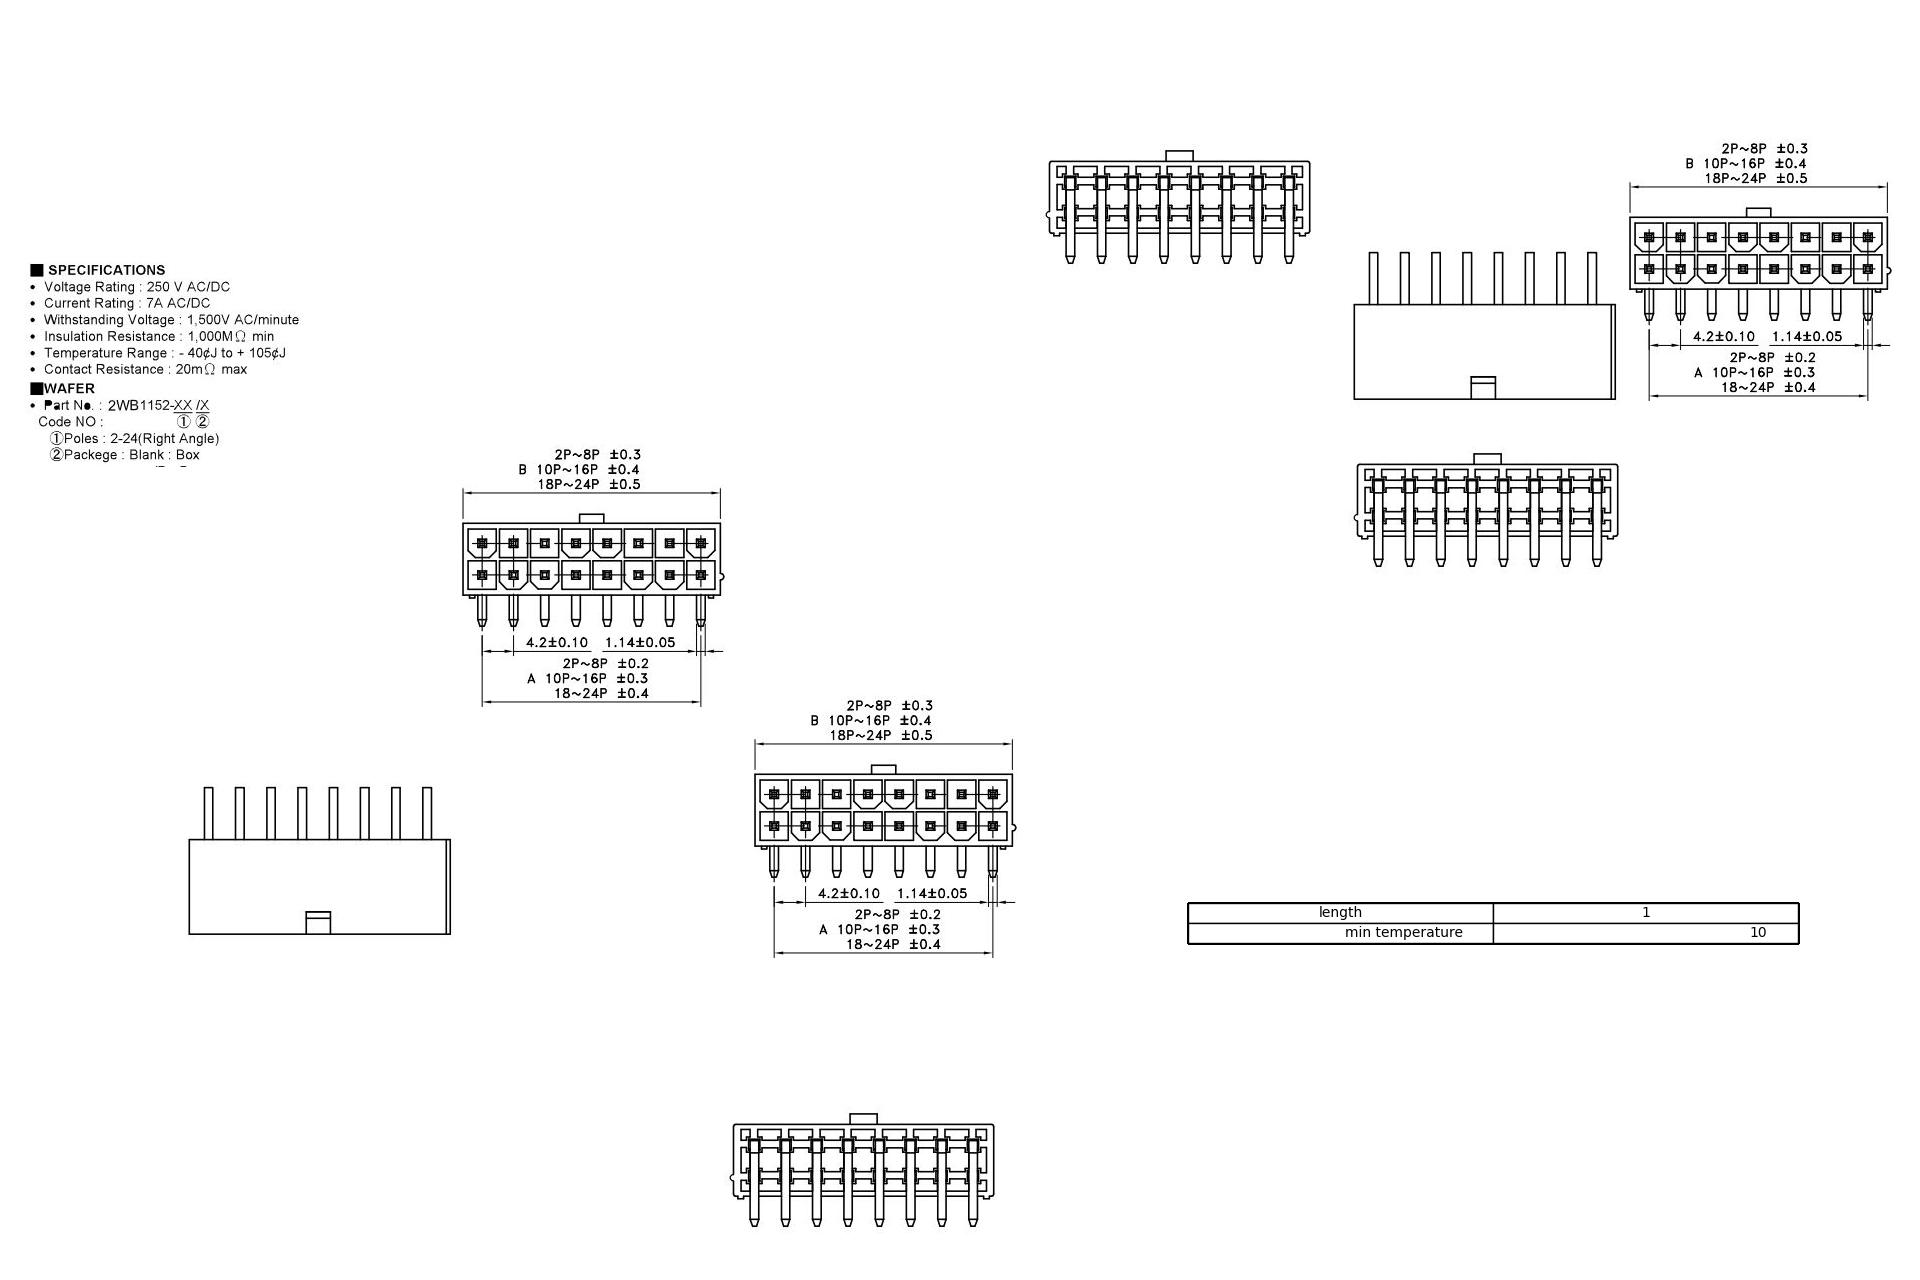 ■ SPECIFICATIONS
• Voltage Rating : 250 V AC/DC
• Current Rating : 7A AC/DC
• Withstanding Voltage : 1,500V AC/minute
• Insulation Resistance : 1,000MΩ min
• Temperature Range : - 40¢J to + 105¢J
• Contact Resistance : 20mΩ max
■WAFER
• Part No. : 2WB1152-XX /X
Code NO : ① ②
①Poles : 2-24(Right Angle)
②Packege : Blank : Box
2P~8P ±0.3
B 10P~16P ±0.4
18P~24P ±0.5
4.2±0.10 1.14±0.05
2P~8P ±0.2
A 10P~16P ±0.3
18~24P ±0.4
2P~8P ±0.3
B 10P~16P ±0.4
18P~24P ±0.5
4.2±0.10 1.14±0.05
2P~8P ±0.2
A 10P~16P ±0.3
18~24P ±0.4
2P~8P ±0.3
B 10P~16P ±0.4
18P~24P ±0.5
4.2±0.10 1.14±0.05
2P~8P ±0.2
A 10P~16P ±0.3
18~24P ±0.4
length 1
min temperature 10